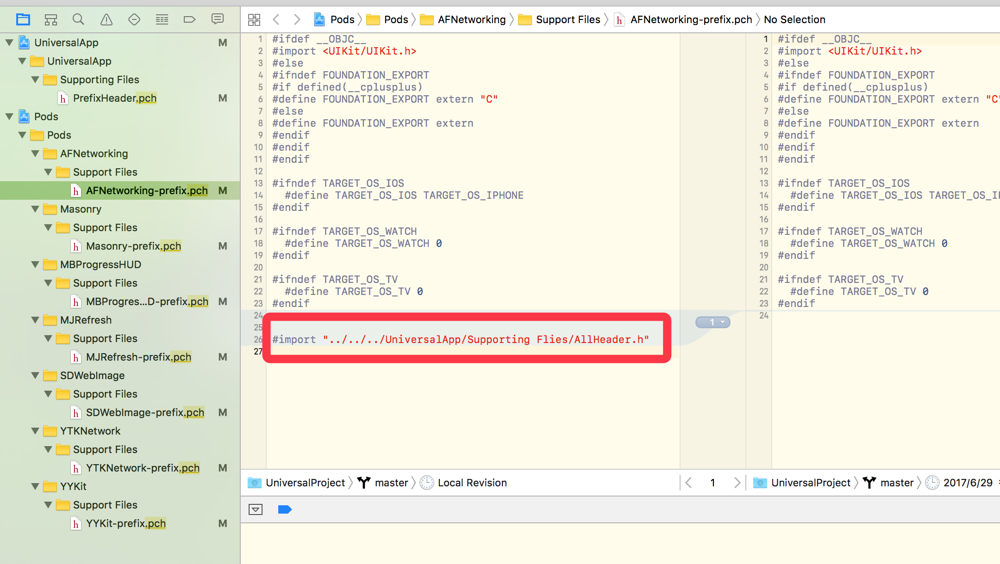 Pods Pods AFNetworking Support Files h AFNetworking-prefix.pch No Selection
UniversalApp M
UniversalApp
Supporting Files
h PrefixHeader.pch M
Pods
Pods
AFNetworking
Support Files
h AFNetworking-prefix.pch M
Masonry
Support Files
h Masonry-prefix.pch M
MBProgressHUD
Support Files
h MBProgres...D-prefix.pch M
MJRefresh
Support Files
h MJRefresh-prefix.pch M
SDWebImage
Support Files
h SDWebImage-prefix.pch M
YTKNetwork
Support Files
h YTKNetwork-prefix.pch M
YYKit
Support Files
h YYKit-prefix.pch M
1 #ifdef __OBJC__
2 #import <UIKit/UIKit.h>
3 #else
4 #ifndef FOUNDATION_EXPORT
5 #if defined(__cplusplus)
6 #define FOUNDATION_EXPORT extern "C"
7 #else
8 #define FOUNDATION_EXPORT extern
9 #endif
10 #endif
11 #endif
12
13 #ifndef TARGET_OS_IOS
14 #define TARGET_OS_IOS TARGET_OS_IPHONE
15 #endif
16
17 #ifndef TARGET_OS_WATCH
18 #define TARGET_OS_WATCH 0
19 #endif
20
21 #ifndef TARGET_OS_TV
22 #define TARGET_OS_TV 0
23 #endif
24
25
26 #import "../../../UniversalApp/Supporting Flies/AllHeader.h"
27
1
1 #ifdef __OBJC__
2 #import <UIKit/UIKit.h>
3 #else
4 #ifndef FOUNDATION_EXPORT
5 #if defined(__cplusplus)
6 #define FOUNDATION_EXPORT extern "C"
7 #else
8 #define FOUNDATION_EXPORT extern
9 #endif
10 #endif
11 #endif
12
13 #ifndef TARGET_OS_IOS
14 #define TARGET_OS_IOS TARGET_OS_I
15 #endif
16
17 #ifndef TARGET_OS_WATCH
18 #define TARGET_OS_WATCH 0
19 #endif
20
21 #ifndef TARGET_OS_TV
22 #define TARGET_OS_TV 0
23 #endif
24
UniversalProject master Local Revision 1 UniversalProject master 2017/6/29